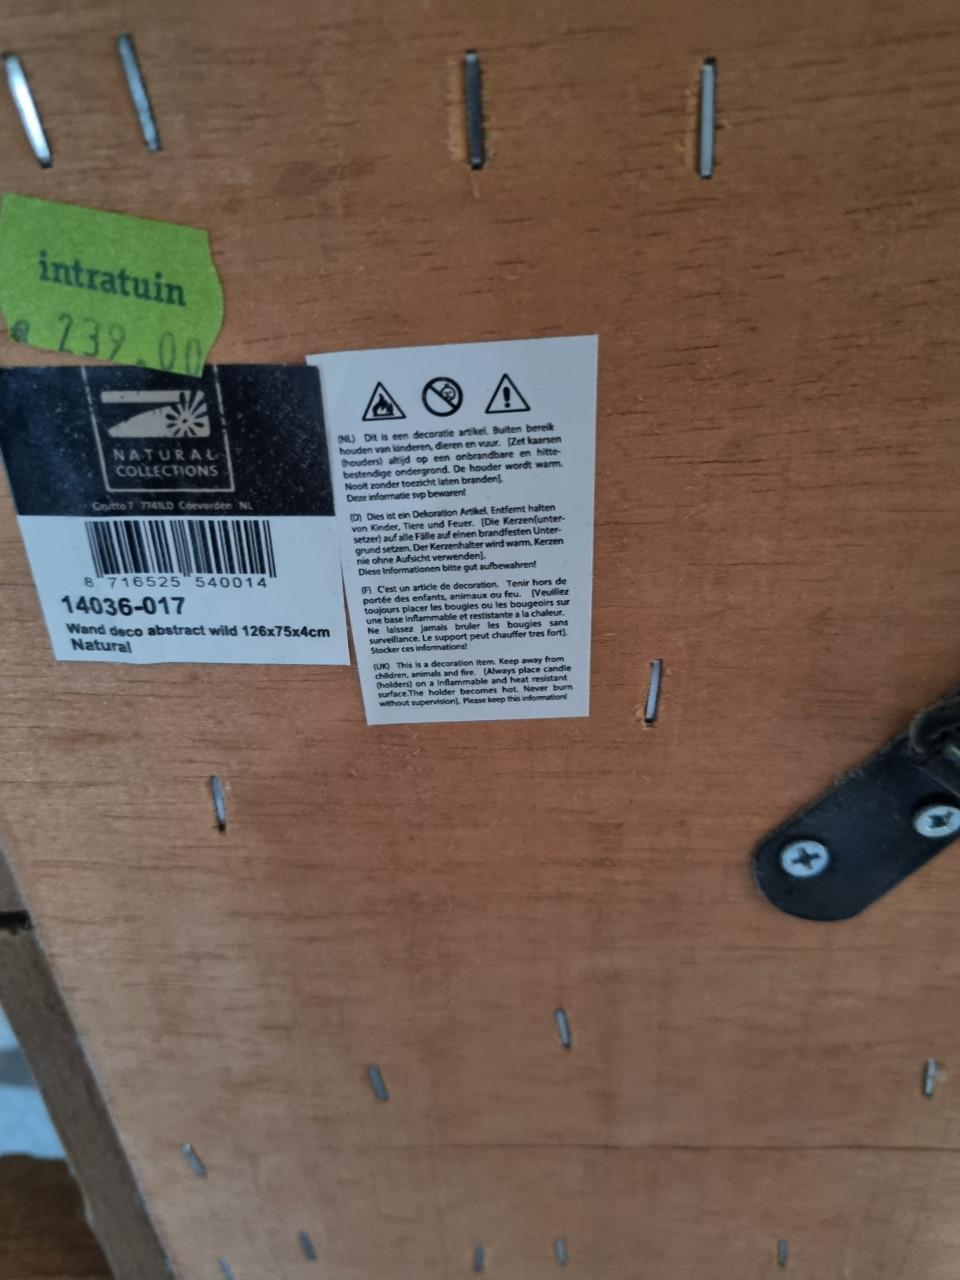 intratuin
€ 239.00
NATURAL
COLLECTIONS
Grutto 7 7741LD Coevorden NL
8 716525 540014
14036-017
Wand deco abstract wild 126x75x4cm
Natural
(NL) Dit is een decoratie artikel. Buiten bereik
houden van kinderen, dieren en vuur. [Zet kaarsen
(houders) altijd op een onbrandbare en hitte-
bestendige ondergrond. De houder wordt warm.
Nooit zonder toezicht laten branden].
Deze informatie svp bewaren!
(D) Dies ist ein Dekoration Artikel. Entfernt halten
von Kinder, Tiere und Feuer. [Die Kerzen(unter-
setzer) auf alle Fälle auf einen brandfesten Unter-
grund setzen. Der Kerzenhalter wird warm. Kerzen
nie ohne Aufsicht verwenden].
Diese Informationen bitte gut aufbewahren!
(F) C'est un article de decoration. Tenir hors de
portée des enfants, animaux ou feu. [Veuillez
toujours placer les bougies ou les bougeoirs sur
une base inflammable et resistante a la chaleur.
Ne laissez jamais bruler les bougies sans
surveillance. Le support peut chauffer tres fort].
Stocker ces informations!
(UK) This is a decoration item. Keep away from
children, animals and fire. [Always place candle
(holders) on a inflammable and heat resistant
surface.The holder becomes hot. Never burn
without supervision]. Please keep this information!